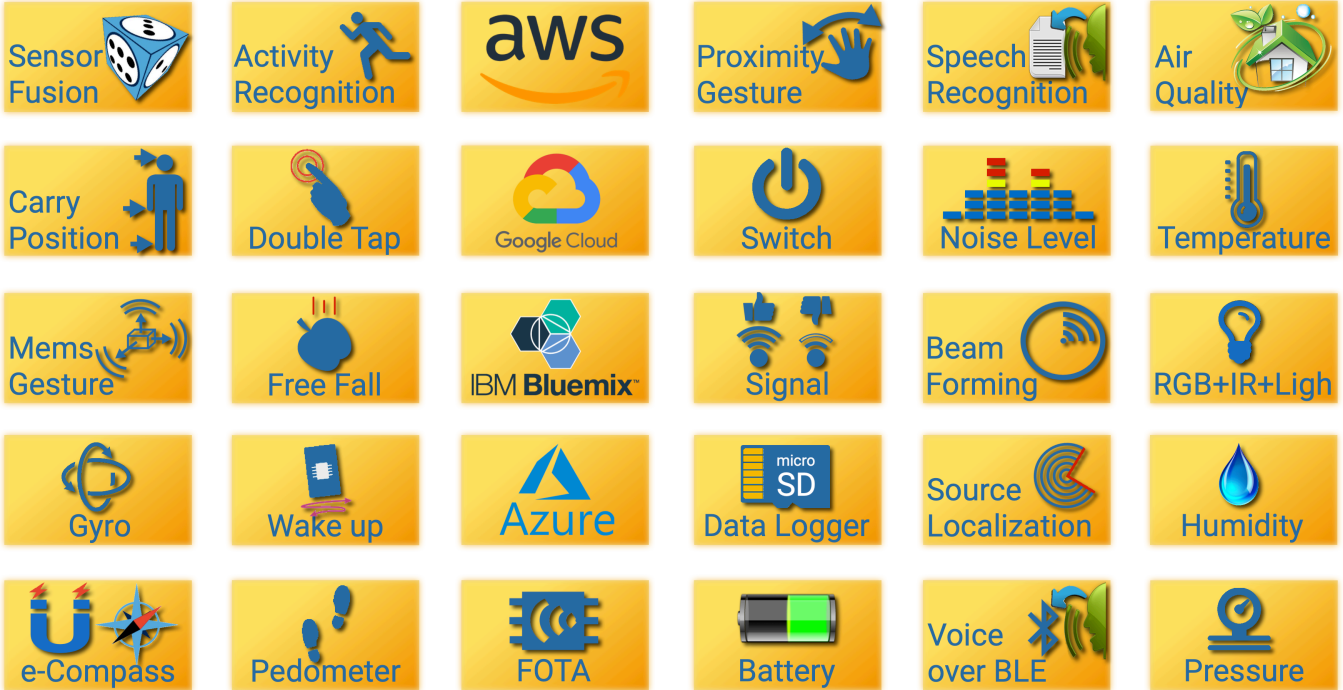 Sensor
Fusion
Activity
Recognition
aws
Proximity
Gesture
Speech
Recognition
Air
Quality
Carry
Position
Double Tap
Google Cloud
Switch
Noise Level
Temperature
Mems
Gesture
Free Fall
IBM Bluemix™
Signal
Beam
Forming
RGB+IR+Ligh
Gyro
Wake up
Azure
micro
SD
Data Logger
Source
Localization
Humidity
e-Compass
Pedometer
FOTA
Battery
Voice
over BLE
Pressure